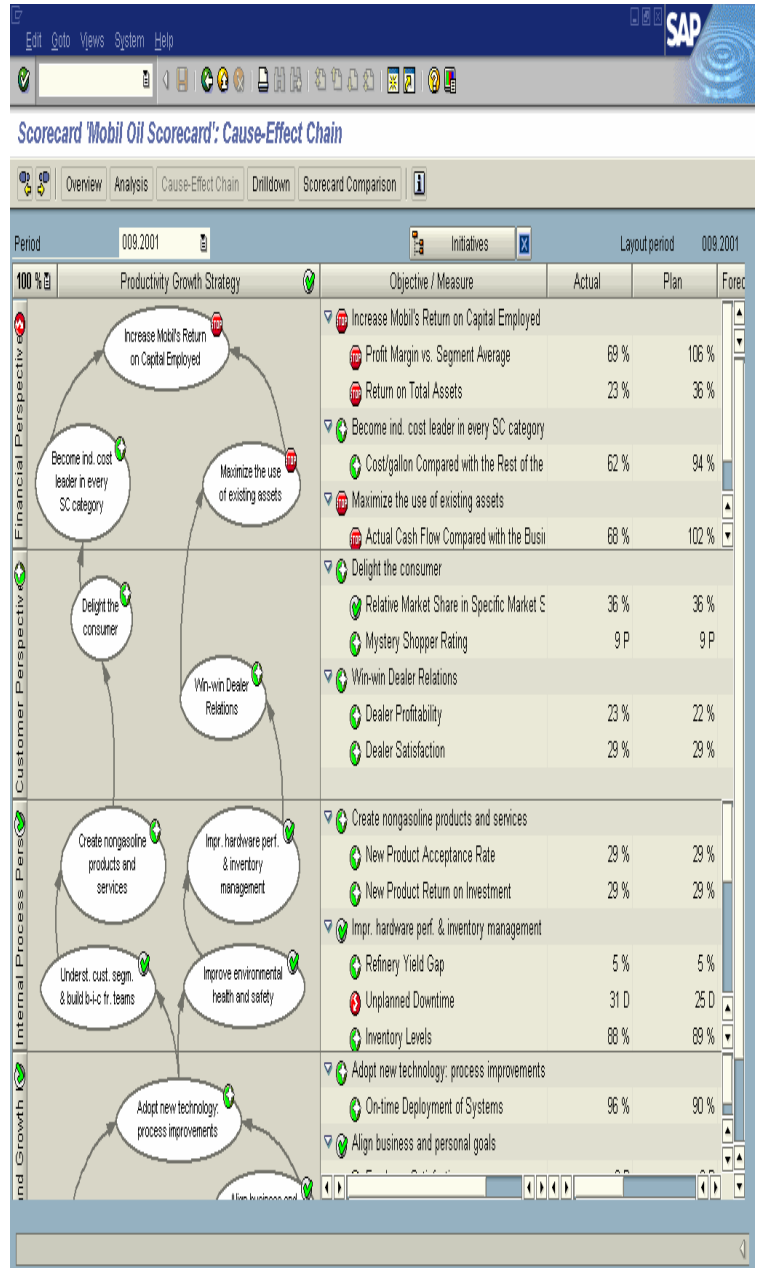 Edit Goto Views System Help
SAP
Scorecard 'Mobil Oil Scorecard': Cause-Effect Chain
Overview Analysis Cause-Effect Chain Drilldown Scorecard Comparison
Period 009.2001 Initiatives Layout period 009.2001
100 % Productivity Growth Strategy Objective / Measure Actual Plan Forec
Financial Perspective
Increase Mobil's Return
on Capital Employed
Become ind. cost
leader in every
SC category
Maximize the use
of existing assets
Increase Mobil's Return on Capital Employed
Profit Margin vs. Segment Average 69 % 106 %
Return on Total Assets 23 % 36 %
Become ind. cost leader in every SC category
Cost/gallon Compared with the Rest of the 62 % 94 %
Maximize the use of existing assets
Actual Cash Flow Compared with the Busi 68 % 102 %
Customer Perspective
Delight the
consumer
Win-win Dealer
Relations
Delight the consumer
Relative Market Share in Specific Market S 36 % 36 %
Mystery Shopper Rating 9 P 9 P
Win-win Dealer Relations
Dealer Profitability 23 % 22 %
Dealer Satisfaction 29 % 29 %
Internal Process Pers
Create nongasoline
products and
services
Impr. hardware perf.
& inventory
management
Underst. cust. segm.
& build b-i-c fr. teams
Improve environmental
health and safety
Create nongasoline products and services
New Product Acceptance Rate 29 % 29 %
New Product Return on Investment 29 % 29 %
Impr. hardware perf. & inventory management
Refinery Yield Gap 5 % 5 %
Unplanned Downtime 31 D 25 D
Inventory Levels 88 % 89 %
nd Growth
Adopt new technology:
process improvements
Align business and
Adopt new technology: process improvements
On-time Deployment of Systems 96 % 90 %
Align business and personal goals